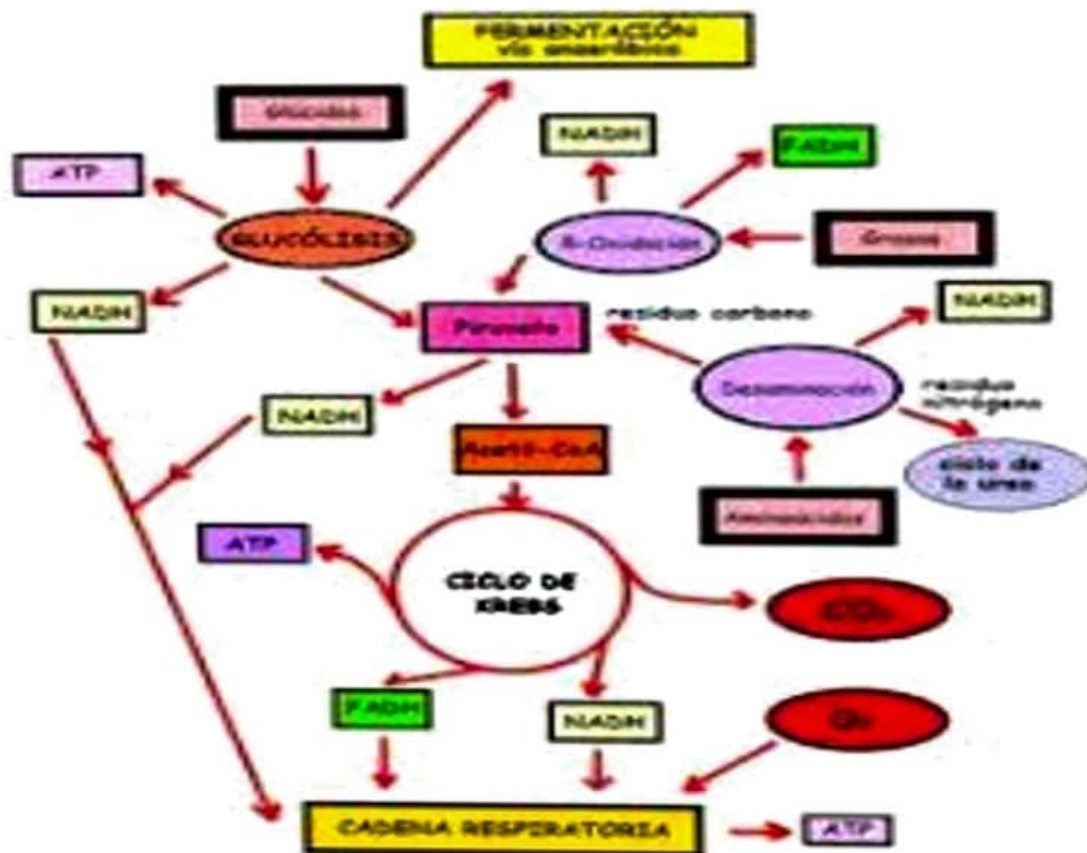 FERMENTACIÓN
vía anaeróbica
Glúcidos
NADH
FADH
ATP
GLUCÓLISIS
ß-Oxidación
Grasas
NADH
NADH
Piruvato
residuo carbono
Desaminación
residuo
nitrógeno
NADH
Acetil-CoA
ciclo de
la urea
Aminoácidos
ATP
CICLO DE
KREBS
CO₂
FADH
NADH
O₂
CADENA RESPIRATORIA
ATP